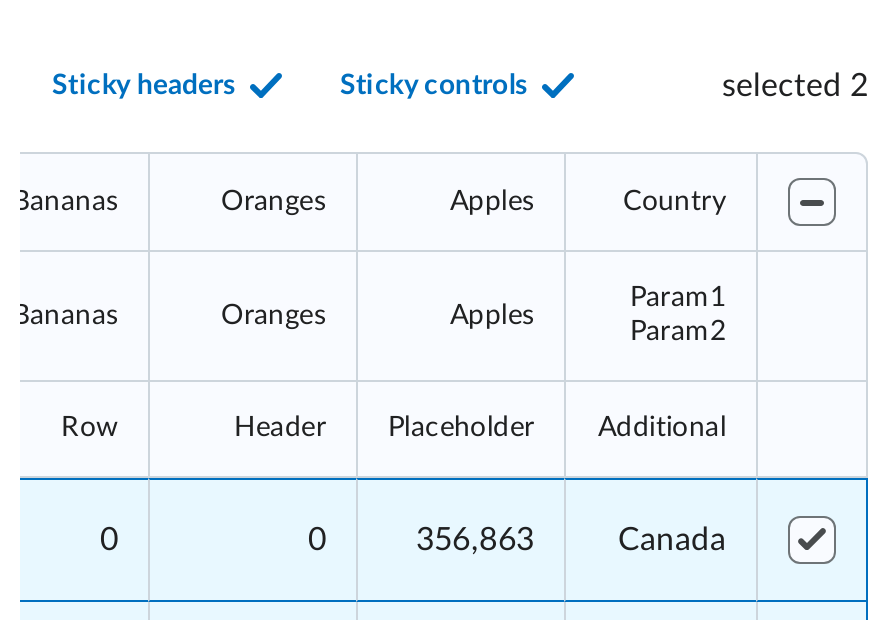 Sticky headers Sticky controls selected 2
Bananas Oranges Apples Country
Bananas Oranges Apples Param1
Param2
Row Header Placeholder Additional
0 0 356,863 Canada